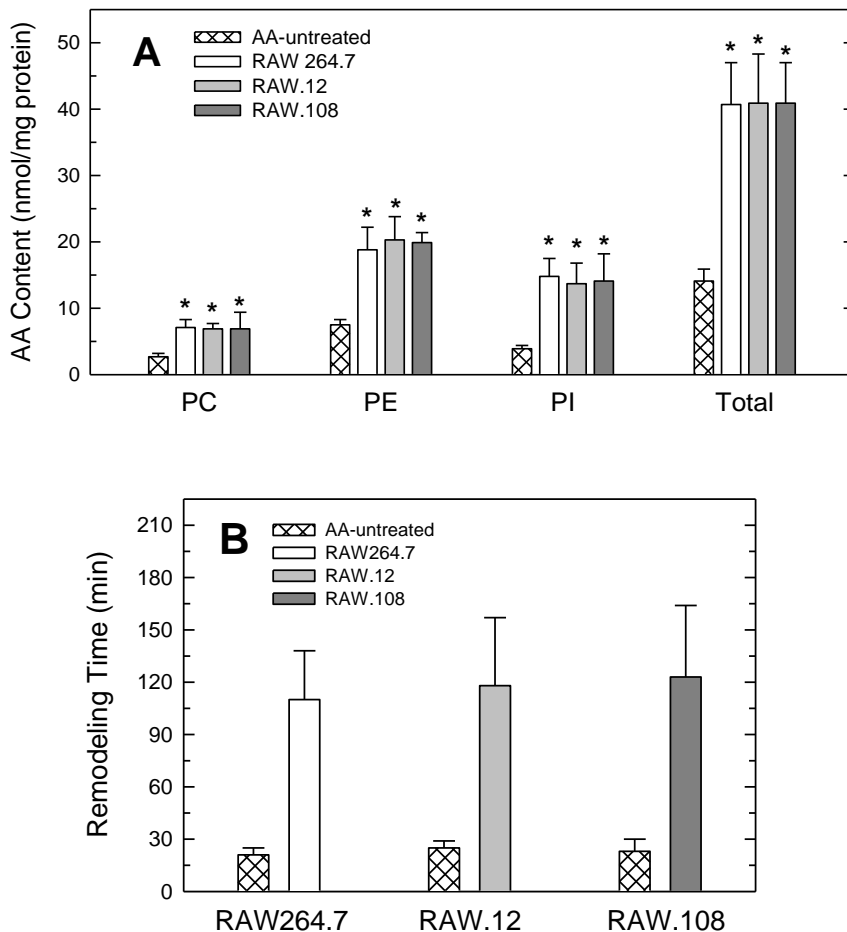 A
AA-untreated
RAW 264.7
RAW.12
RAW.108
AA Content (nmol/mg protein)
50
40
30
20
10
0
* * *
* * *
* * *
* * *
PC PE PI Total
B
AA-untreated
RAW264.7
RAW.12
RAW.108
Remodeling Time (min)
210
180
150
120
90
60
30
0
RAW264.7 RAW.12 RAW.108